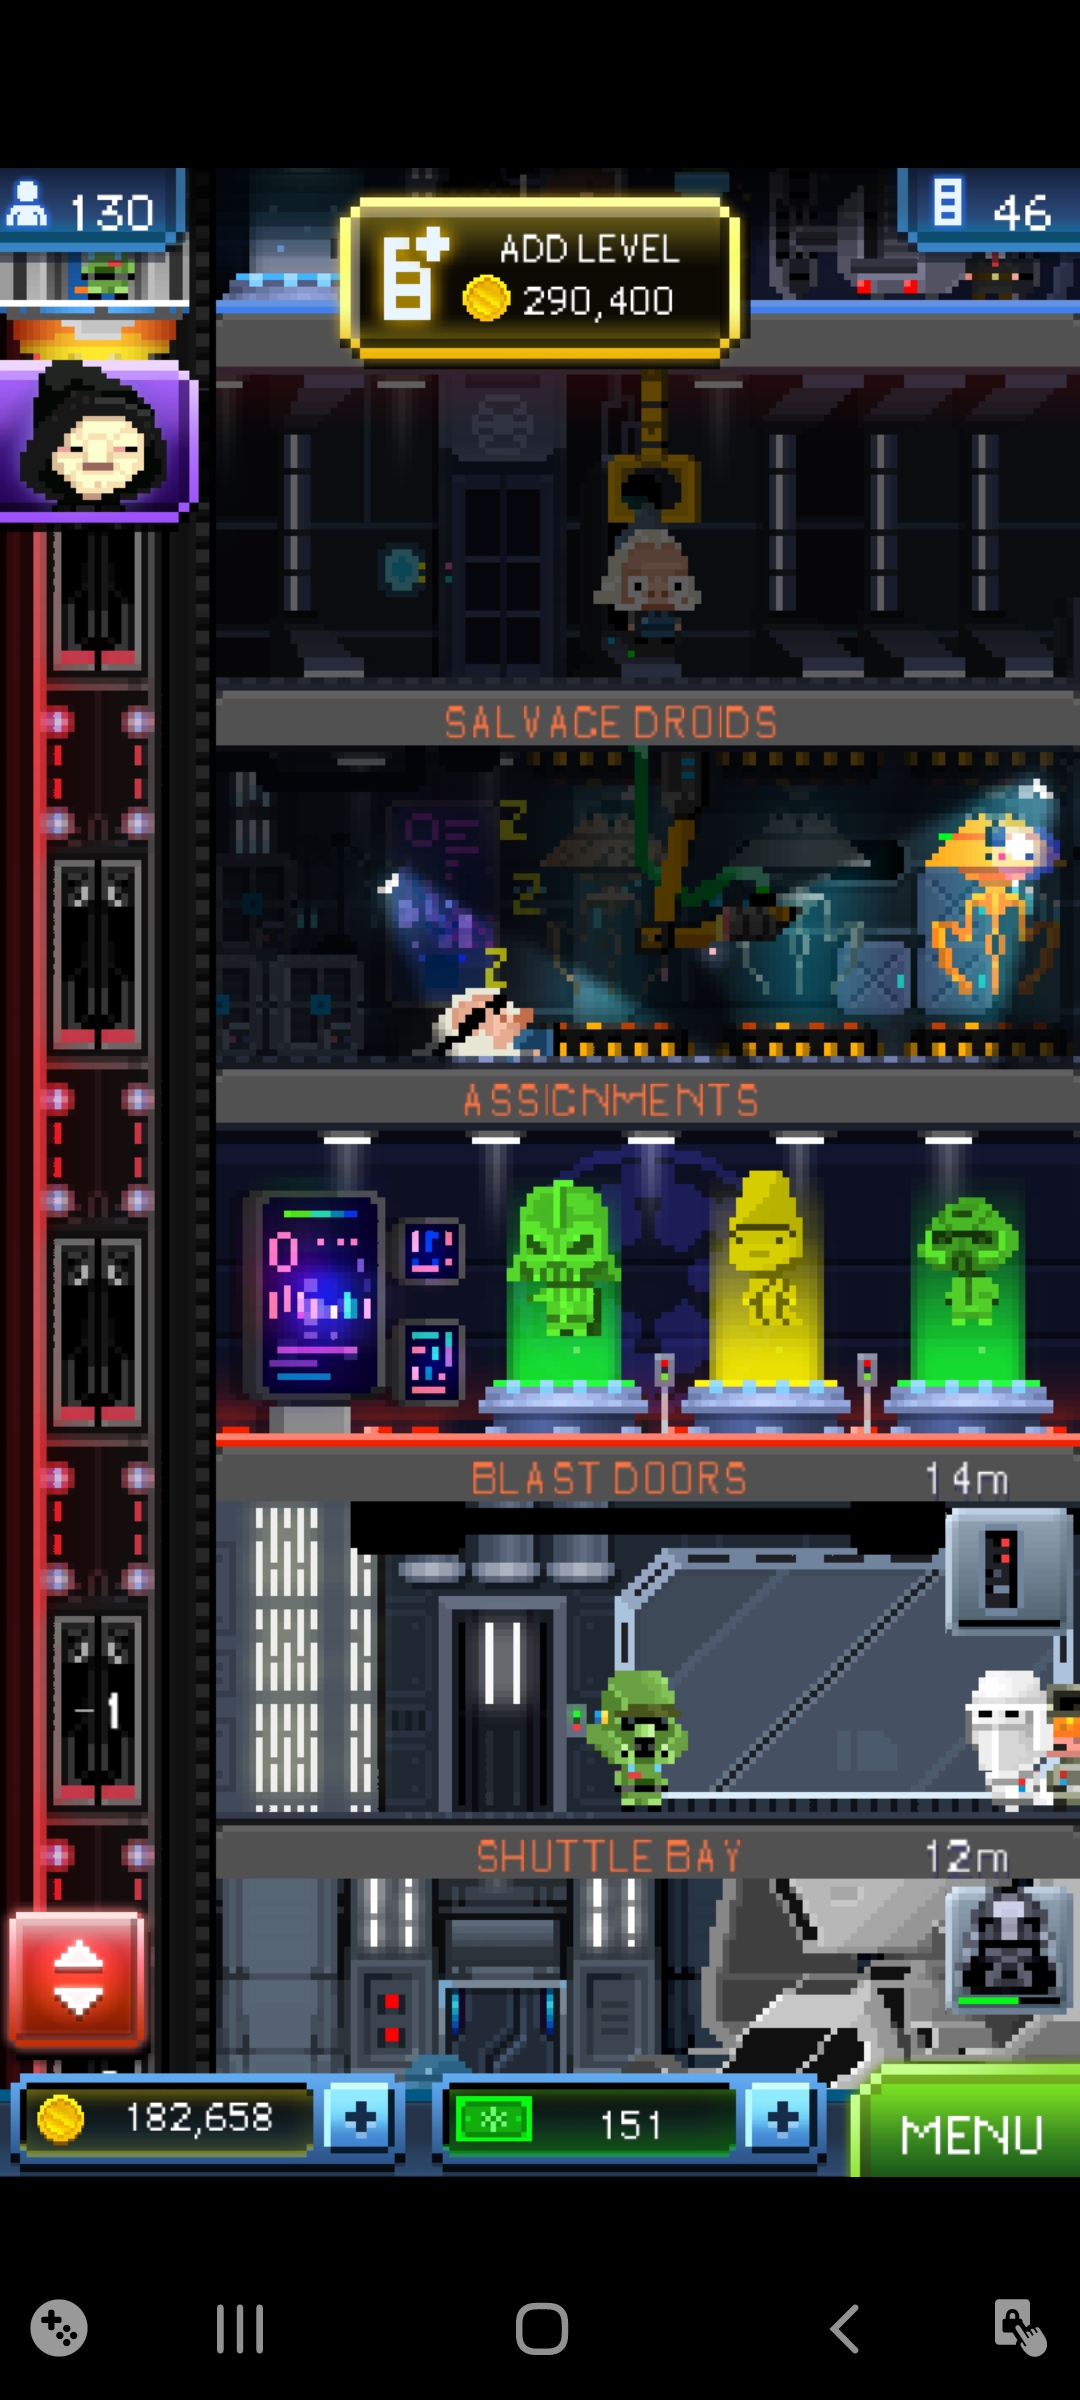 130
46
ADD LEVEL
290,400
SALVAGE DROIDS
Z
Z
Z
ASSIGNMENTS
BLAST DOORS 14m
-1
SHUTTLE BAY 12m
182,658
151
MENU